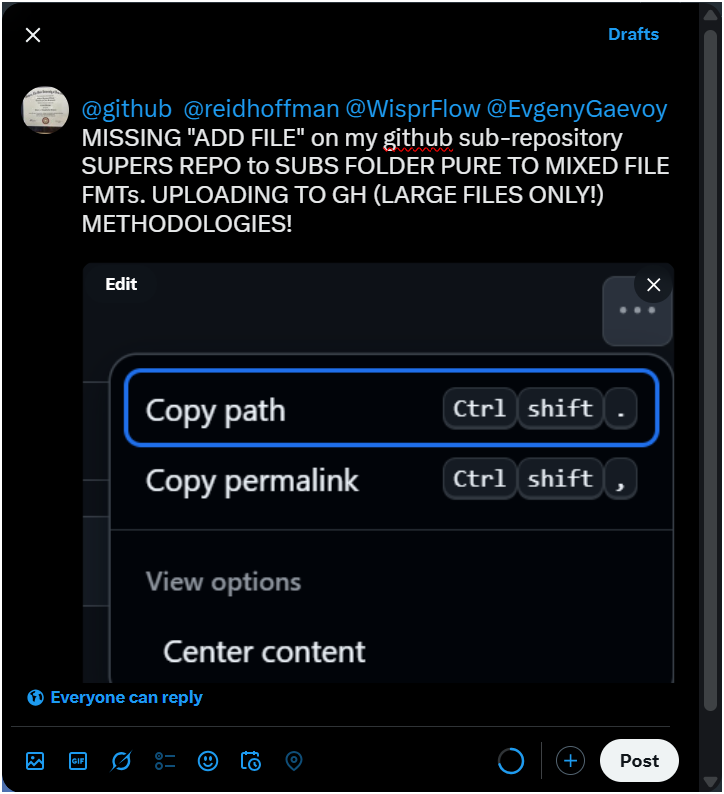 Drafts
@github @reidhoffman @WisprFlow @EvgenyGaevoy
MISSING "ADD FILE" on my github sub-repository
SUPERS REPO to SUBS FOLDER PURE TO MIXED FILE
FMTs. UPLOADING TO GH (LARGE FILES ONLY!)
METHODOLOGIES!
Edit
Copy path Ctrl shift .
Copy permalink Ctrl shift ,
View options
Center content
Everyone can reply
GIF
Post